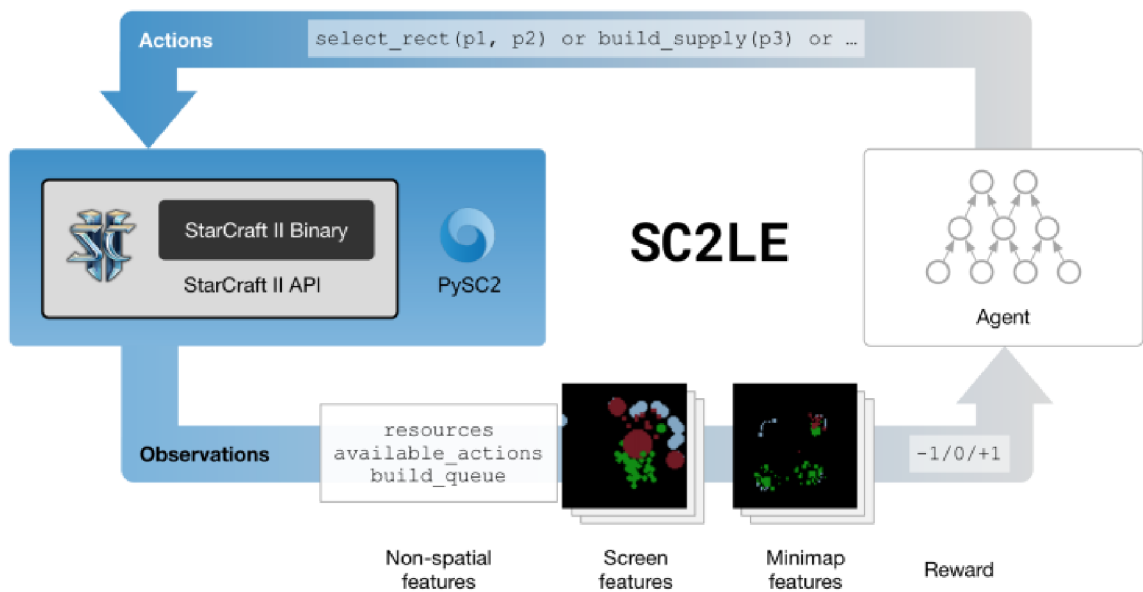 Actions
select_rect(p1, p2) or build_supply(p3) or …
SC
StarCraft II Binary
StarCraft II API
PySC2
SC2LE
Agent
Observations
resources
available_actions
build_queue
-1/0/+1
Non-spatial
features
Screen
features
Minimap
features
Reward